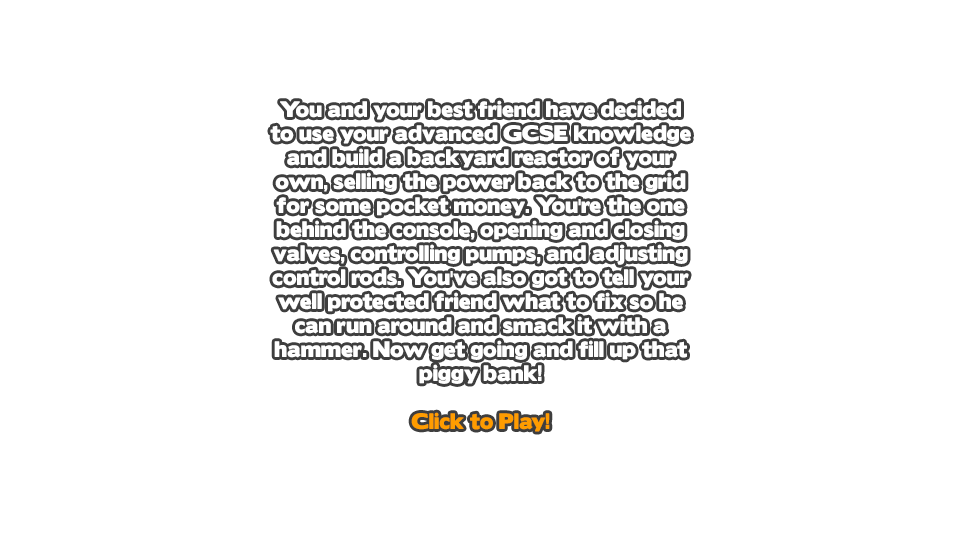 You and your best friend have decided
to use your advanced GCSE knowledge
and build a backyard reactor of your
own, selling the power back to the grid
for some pocket money. You're the one
behind the console, opening and closing
valves, controlling pumps, and adjusting
control rods. You've also got to tell your
well protected friend what to fix so he
can run around and smack it with a
hammer. Now get going and fill up that
piggy bank!
Click to Play!